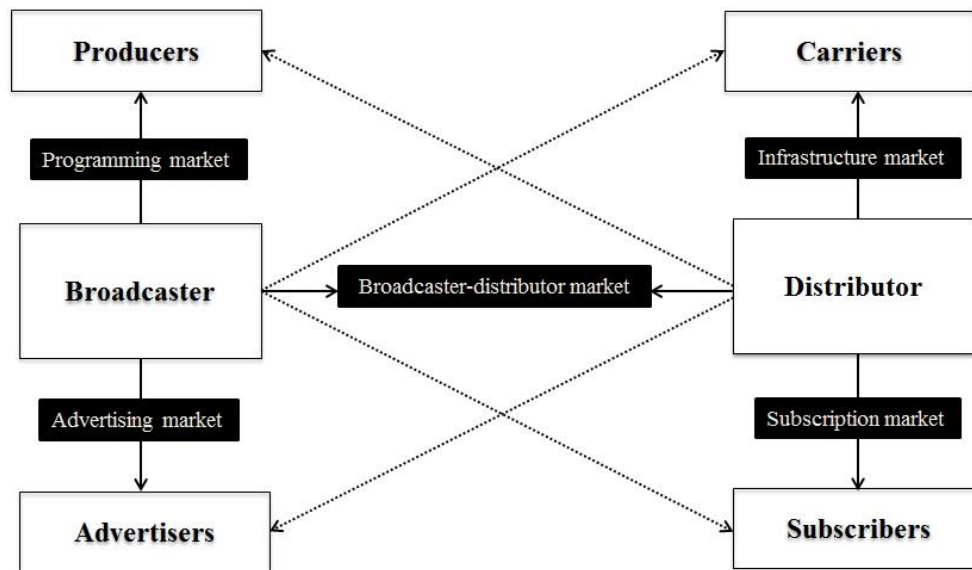 Producers
Carriers
Programming market
Infrastructure market
Broadcaster
Broadcaster-distributor market
Distributor
Advertising market
Subscription market
Advertisers
Subscribers